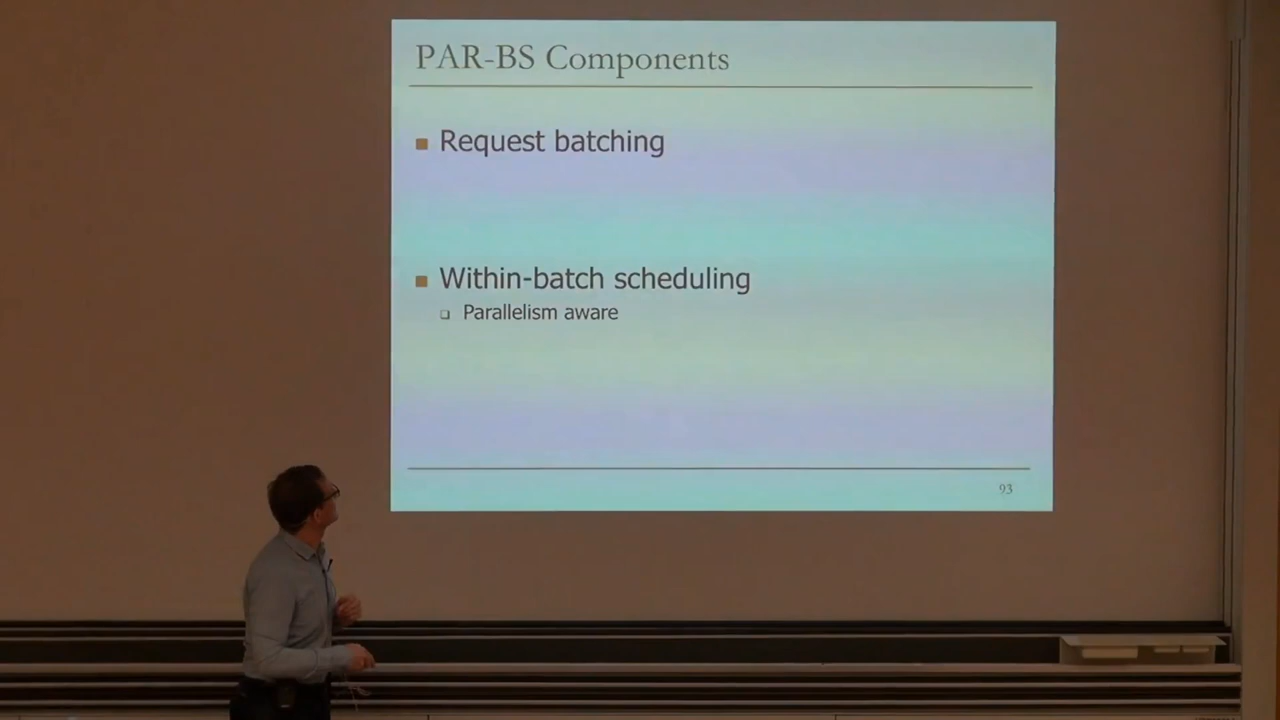 PAR-BS Components
Request batching
Within-batch scheduling
Parallelism aware
93